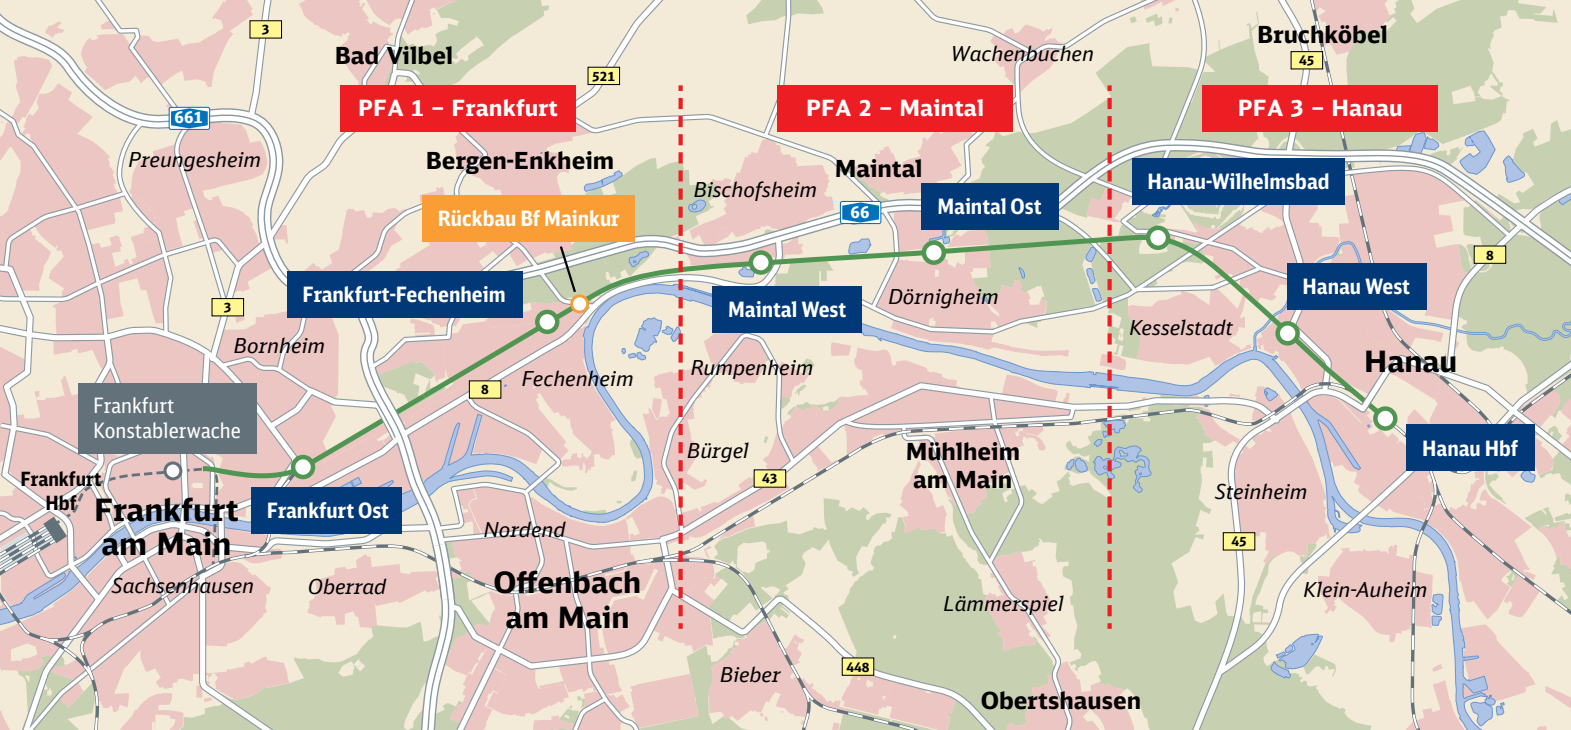 3
Bad Vilbel
521
Wachenbuchen
Bruchköbel
45
PFA 1 – Frankfurt
PFA 2 – Maintal
PFA 3 – Hanau
661
Preungesheim
Bergen-Enkheim
Bischofsheim
Maintal
Hanau-Wilhelmsbad
Rückbau Bf Mainkur
66
Maintal Ost
8
Frankfurt-Fechenheim
Hanau West
3
Maintal West
Dörnigheim
Kesselstadt
Bornheim
Hanau
Rumpenheim
Fechenheim
8
Frankfurt
Konstablerwache
Hanau Hbf
Bürgel
Mühlheim
am Main
43
Frankfurt
Hbf
Steinheim
Frankfurt
am Main
Frankfurt Ost
Nordend
45
Sachsenhausen
Oberrad
Offenbach
am Main
Lämmerspiel
Klein-Auheim
Bieber
448
Obertshausen